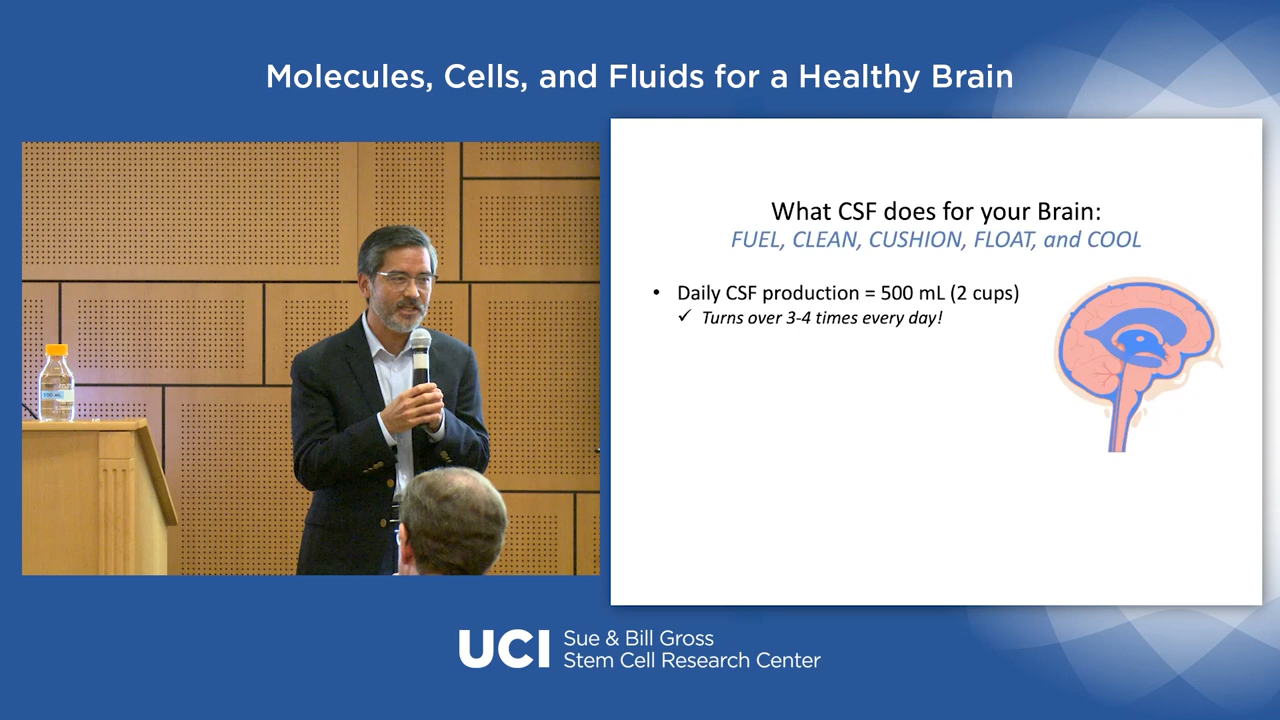 Molecules, Cells, and Fluids for a Healthy Brain
What CSF does for your Brain:
FUEL, CLEAN, CUSHION, FLOAT, and COOL
• Daily CSF production = 500 mL (2 cups)
✓ Turns over 3-4 times every day!
500 mL
UCI Sue & Bill Gross
Stem Cell Research Center